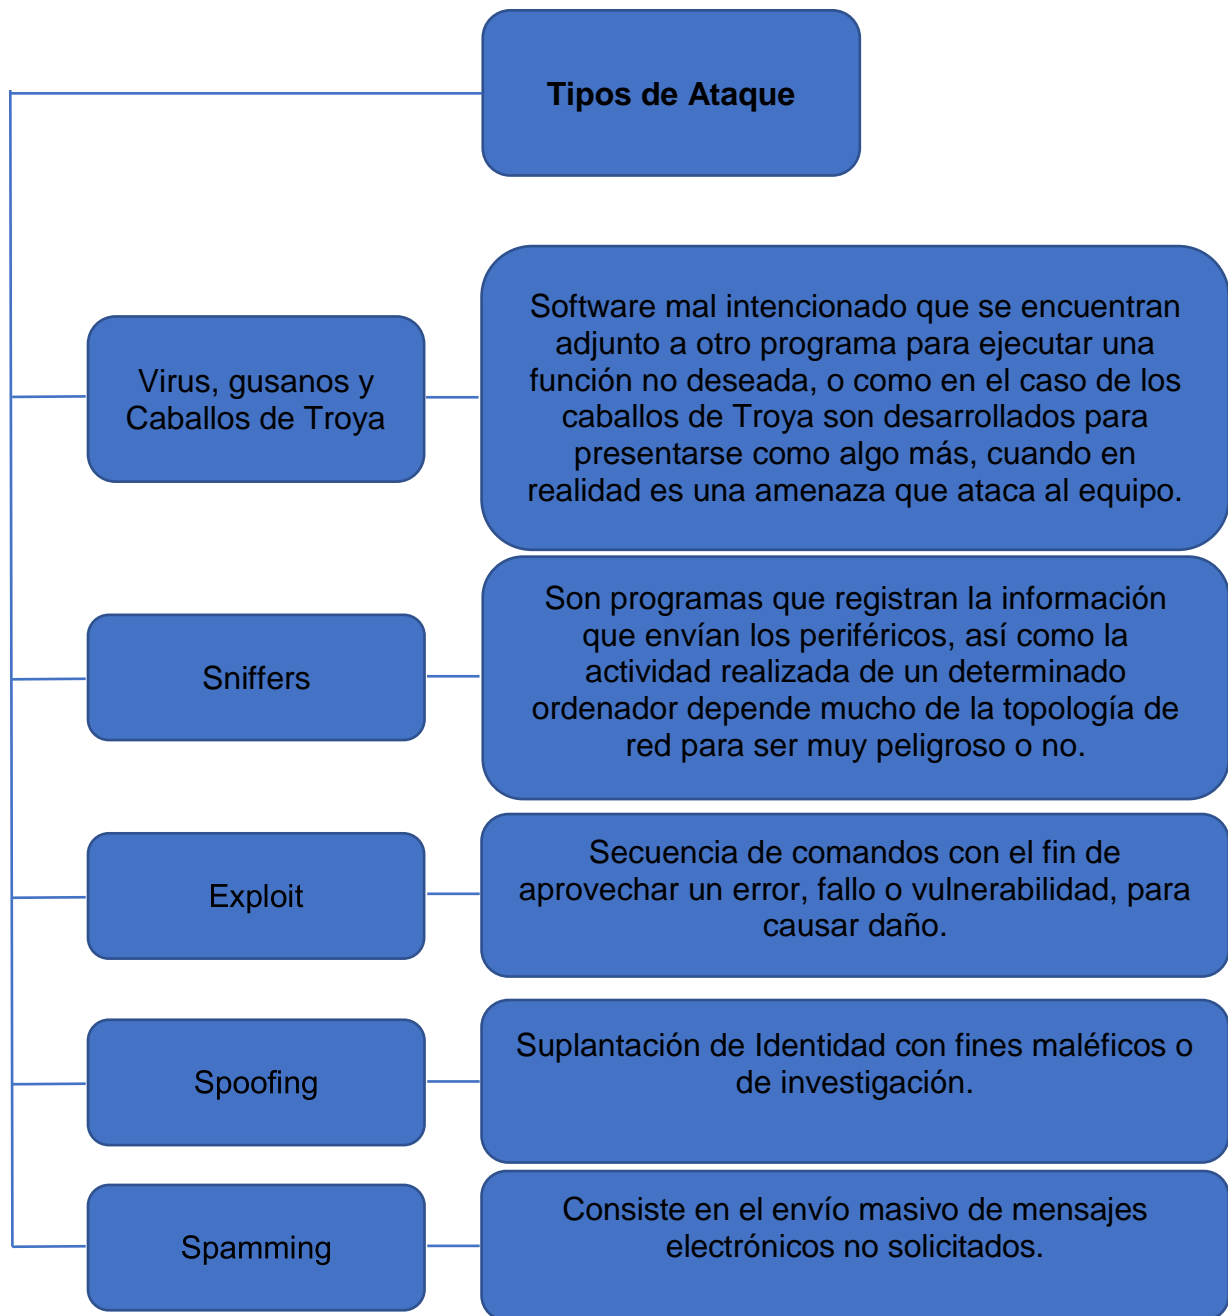 Tipos de Ataque
Virus, gusanos y
Caballos de Troya
Software mal intencionado que se encuentran
adjunto a otro programa para ejecutar una
función no deseada, o como en el caso de los
caballos de Troya son desarrollados para
presentarse como algo más, cuando en
realidad es una amenaza que ataca al equipo.
Sniffers
Son programas que registran la información
que envían los periféricos, así como la
actividad realizada de un determinado
ordenador depende mucho de la topología de
red para ser muy peligroso o no.
Exploit
Secuencia de comandos con el fin de
aprovechar un error, fallo o vulnerabilidad, para
causar daño.
Spoofing
Suplantación de Identidad con fines maléficos o
de investigación.
Spamming
Consiste en el envío masivo de mensajes
electrónicos no solicitados.